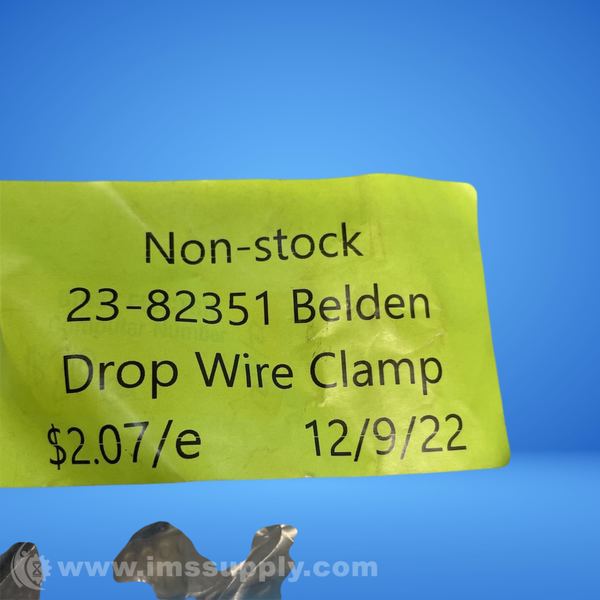 Non-stock
23-82351 Belden
Drop Wire Clamp
$2.07/e 12/9/22
www.imssupply.com